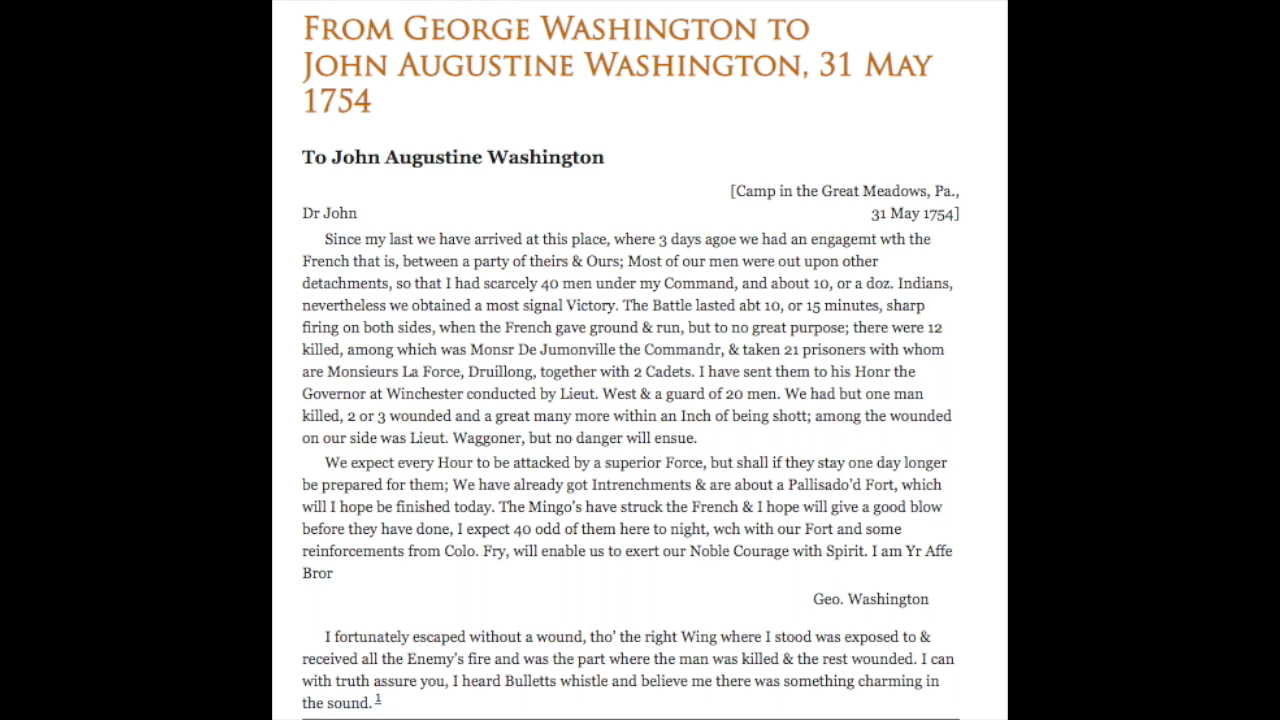 FROM GEORGE WASHINGTON TO
JOHN AUGUSTINE WASHINGTON, 31 MAY
1754
To John Augustine Washington
[Camp in the Great Meadows, Pa.,
Dr John 31 May 1754]
Since my last we have arrived at this place, where 3 days agoe we had an engagemt wth the
French that is, between a party of theirs & Ours; Most of our men were out upon other
detachments, so that I had scarcely 40 men under my Command, and about 10, or a doz. Indians,
nevertheless we obtained a most signal Victory. The Battle lasted abt 10, or 15 minutes, sharp
firing on both sides, when the French gave ground & run, but to no great purpose; there were 12
killed, among which was Monsr De Jumonville the Commandr, & taken 21 prisoners with whom
are Monsieurs La Force, Druillong, together with 2 Cadets. I have sent them to his Honr the
Governor at Winchester conducted by Lieut. West & a guard of 20 men. We had but one man
killed, 2 or 3 wounded and a great many more within an Inch of being shott; among the wounded
on our side was Lieut. Waggoner, but no danger will ensue.
We expect every Hour to be attacked by a superior Force, but shall if they stay one day longer
be prepared for them; We have already got Intrenchments & are about a Pallisado'd Fort, which
will I hope be finished today. The Mingo's have struck the French & I hope will give a good blow
before they have done, I expect 40 odd of them here to night, wch with our Fort and some
reinforcements from Colo. Fry, will enable us to exert our Noble Courage with Spirit. I am Yr Affe
Bror
Geo. Washington
I fortunately escaped without a wound, tho' the right Wing where I stood was exposed to &
received all the Enemy's fire and was the part where the man was killed & the rest wounded. I can
with truth assure you, I heard Bulletts whistle and believe me there was something charming in
the sound. 1